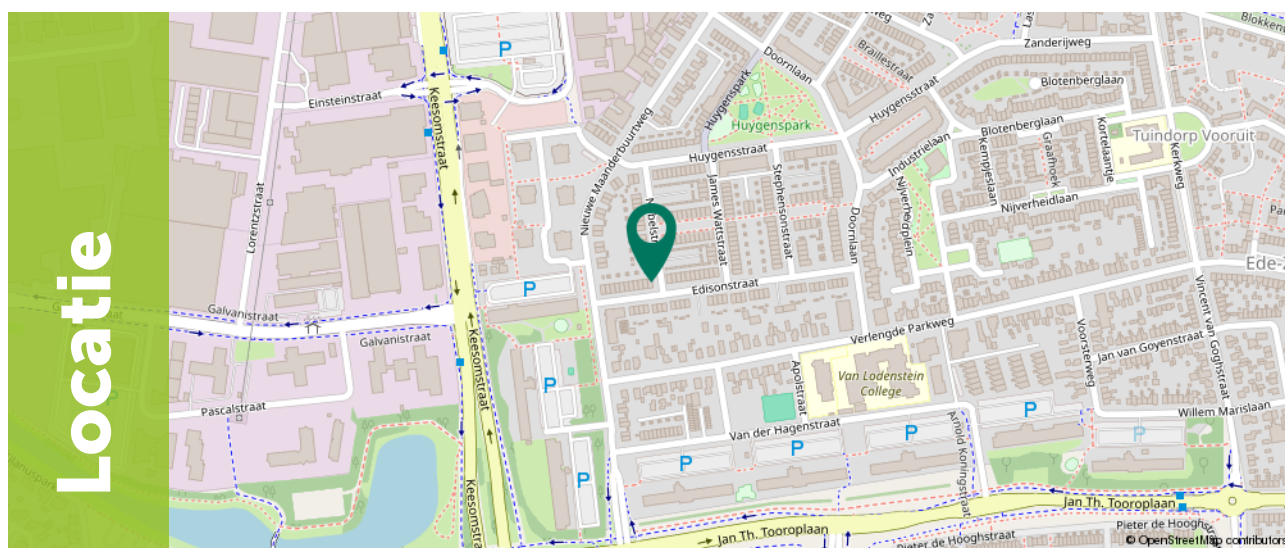 Locatie
Einsteinstraat
Keesomstraat
Lorentzstraat
Galvanistraat
Galvanistraat
Pascalstraat
Keesomstraat
Keesomstraat
P
P
P
P
P
P
P
P
P
Nieuwe Maanderbuurtweg
Huygenspark
Huygenspark
Doornlaan
Braillestraat
Huygensstraat
Huygensstraat
Zanderijweg
Blotenberglaan
Blotenberglaan
Industrielaan
Kempjeslaan
Graafhoek
Kortelaantje
Tuindorp Vooruit
Kerkweg
Nijverheidlaan
Nijverheidplein
James Wattstraat
Stephensonstraat
Doornlaan
Edisonstraat
Verlengde Parkweg
Apolstraat
Van Lodenstein
College
Van der Hagenstraat
Arnold Koningstraat
Voorsterweg
Jan van Goyenstraat
Vincent van Goghstraat
Willem Marislaan
Jan Th. Tooroplaan
Jan Th. Tooroplaan
Pieter de Hooghstraat
© OpenStreetMap contributors